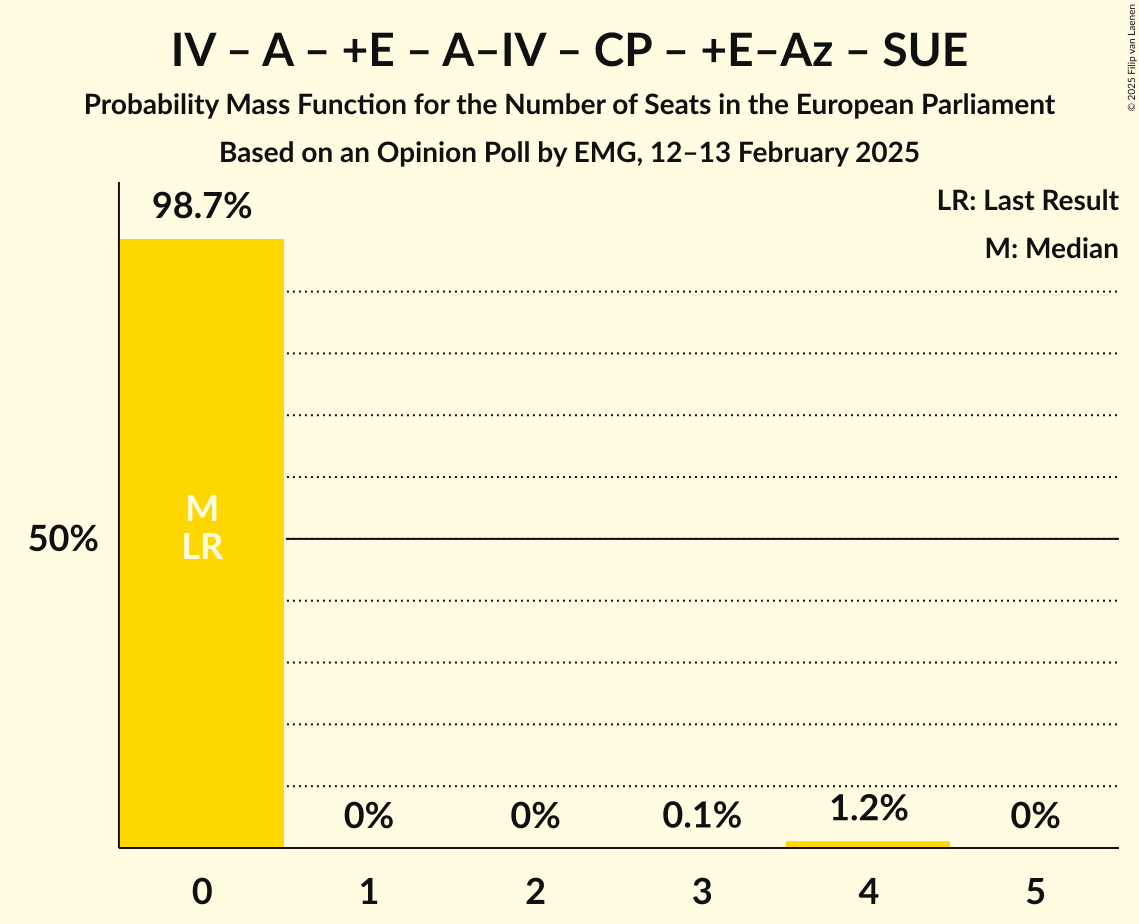 IV – A – +E – A–IV – CP – +E–Az – SUE
Probability Mass Function for the Number of Seats in the European Parliament
Based on an Opinion Poll by EMG, 12–13 February 2025
© 2025 Filip van Laenen
LR: Last Result
M: Median
98.7%
M
LR
50%
0% 0% 0.1% 1.2% 0%
0 1 2 3 4 5